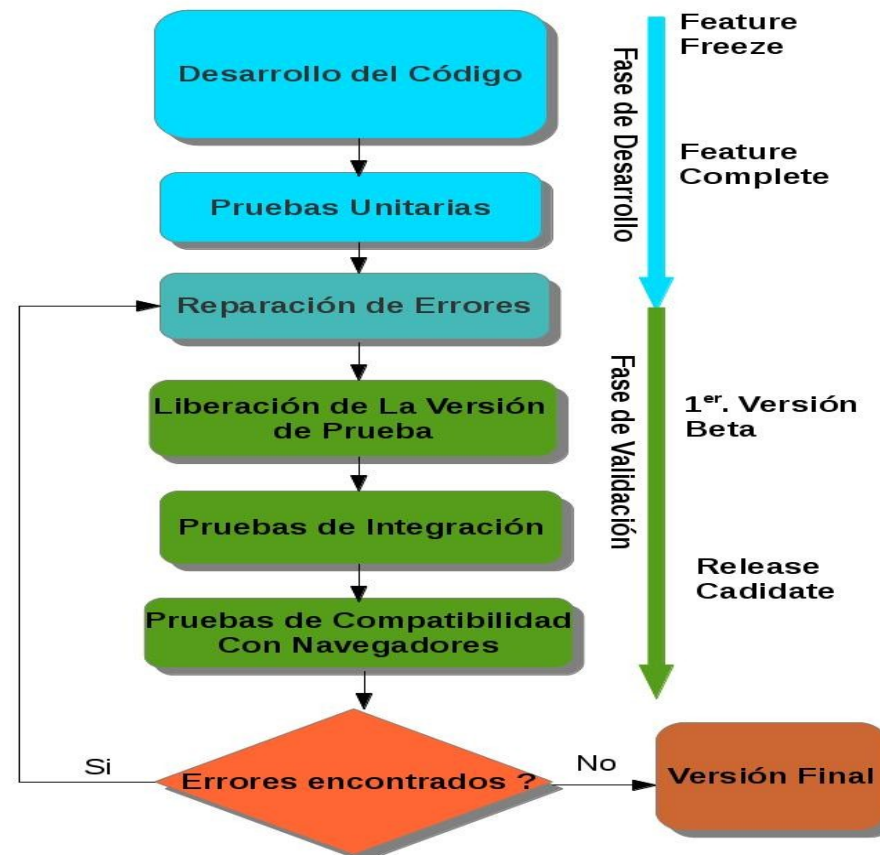 Desarrollo del Código
Pruebas Unitarias
Reparación de Errores
Liberación de La Versión
de Prueba
Pruebas de Integración
Pruebas de Compatibilidad
Con Navegadores
Errores encontrados ?
Si
No
Versión Final
Fase de Desarrollo
Fase de Validación
Feature
Freeze
Feature
Complete
1er. Versión
Beta
Release
Cadidate